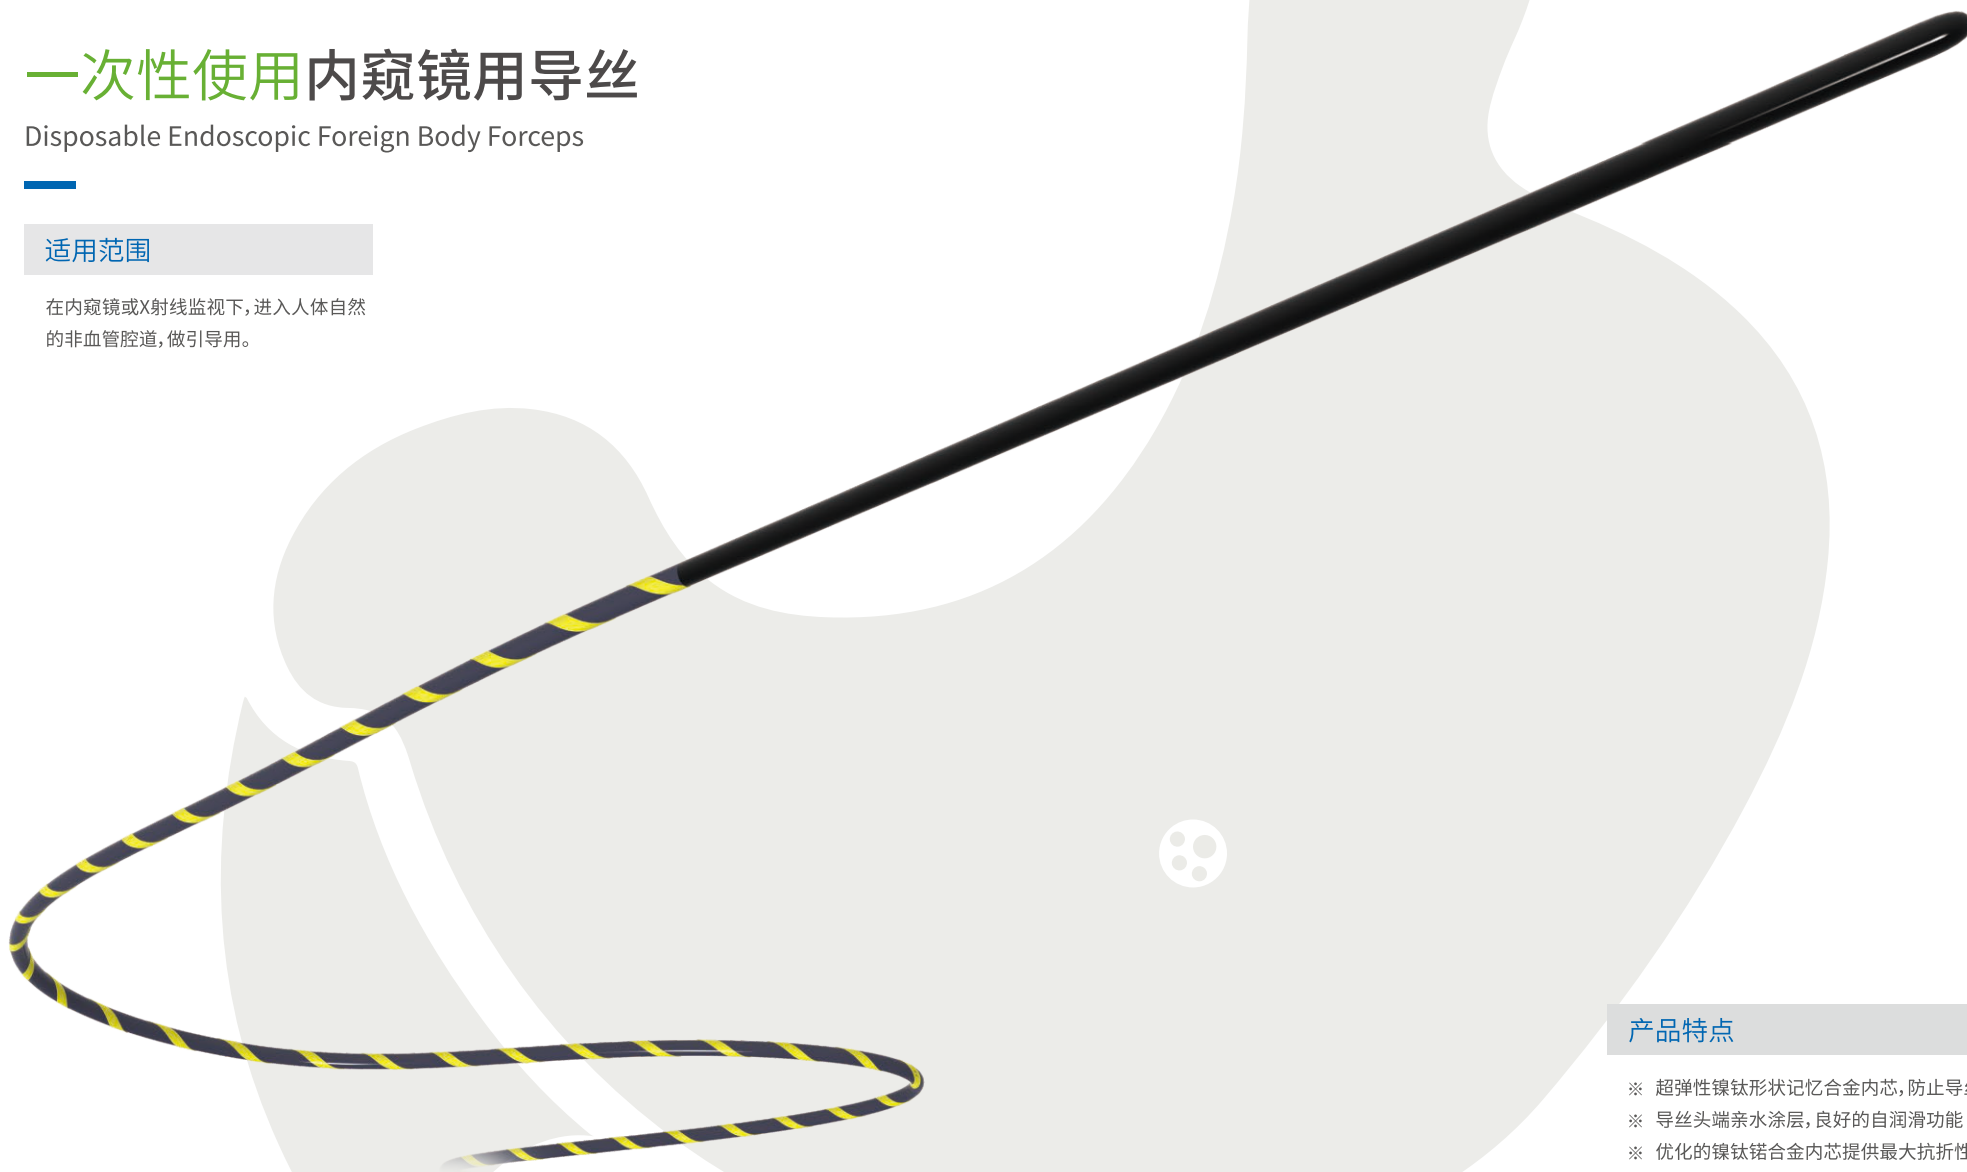 一次性使用内窥镜用导丝
Disposable Endoscopic Foreign Body Forceps
适用范围
在内窥镜或X射线监视下,进入人体自然
的非血管腔道,做引导用。
产品特点
※ 超弹性镍钛形状记忆合金内芯,防止导
※ 导丝头端亲水涂层,良好的自润滑功能
※ 优化的镍钛锘合金内芯提供最大抗折性